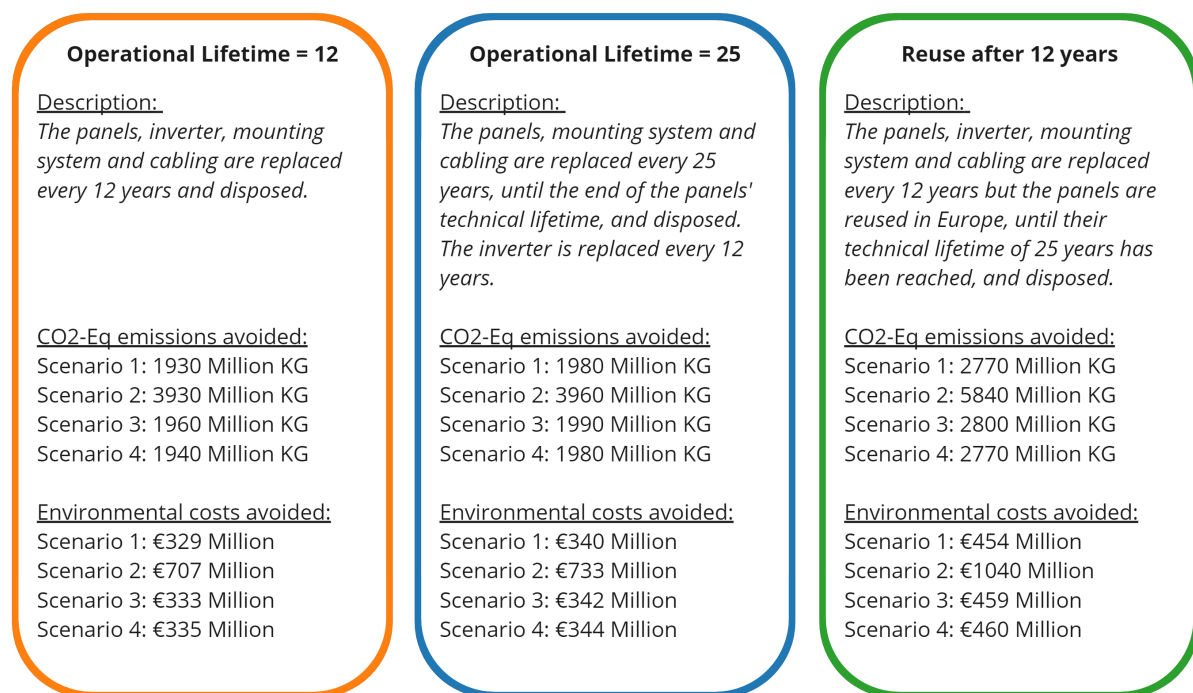 Operational Lifetime = 12
Description:
The panels, inverter, mounting
system and cabling are replaced
every 12 years and disposed.
CO2-Eq emissions avoided:
Scenario 1: 1930 Million KG
Scenario 2: 3930 Million KG
Scenario 3: 1960 Million KG
Scenario 4: 1940 Million KG
Environmental costs avoided:
Scenario 1: €329 Million
Scenario 2: €707 Million
Scenario 3: €333 Million
Scenario 4: €335 Million
Operational Lifetime = 25
Description:
The panels, mounting system and
cabling are replaced every 25
years, until the end of the panels'
technical lifetime, and disposed.
The inverter is replaced every 12
years.
CO2-Eq emissions avoided:
Scenario 1: 1980 Million KG
Scenario 2: 3960 Million KG
Scenario 3: 1990 Million KG
Scenario 4: 1980 Million KG
Environmental costs avoided:
Scenario 1: €340 Million
Scenario 2: €733 Million
Scenario 3: €342 Million
Scenario 4: €344 Million
Reuse after 12 years
Description:
The panels, inverter, mounting
system and cabling are replaced
every 12 years but the panels are
reused in Europe, until their
technical lifetime of 25 years has
been reached, and disposed.
CO2-Eq emissions avoided:
Scenario 1: 2770 Million KG
Scenario 2: 5840 Million KG
Scenario 3: 2800 Million KG
Scenario 4: 2770 Million KG
Environmental costs avoided:
Scenario 1: €454 Million
Scenario 2: €1040 Million
Scenario 3: €459 Million
Scenario 4: €460 Million